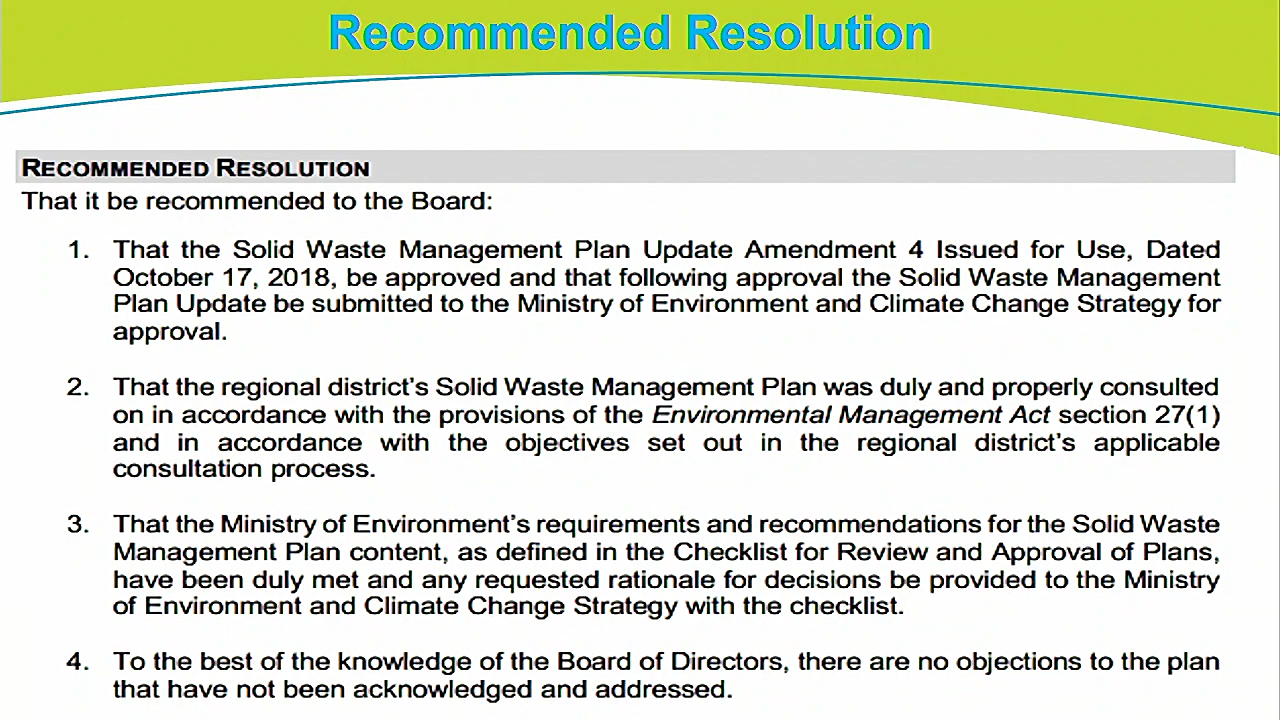 Recommended Resolution
RECOMMENDED RESOLUTION
That it be recommended to the Board:
1. That the Solid Waste Management Plan Update Amendment 4 Issued for Use, Dated
October 17, 2018, be approved and that following approval the Solid Waste Management
Plan Update be submitted to the Ministry of Environment and Climate Change Strategy for
approval.
2. That the regional district's Solid Waste Management Plan was duly and properly consulted
on in accordance with the provisions of the Environmental Management Act section 27(1)
and in accordance with the objectives set out in the regional district's applicable
consultation process.
3. That the Ministry of Environment's requirements and recommendations for the Solid Waste
Management Plan content, as defined in the Checklist for Review and Approval of Plans,
have been duly met and any requested rationale for decisions be provided to the Ministry
of Environment and Climate Change Strategy with the checklist.
4. To the best of the knowledge of the Board of Directors, there are no objections to the plan
that have not been acknowledged and addressed.